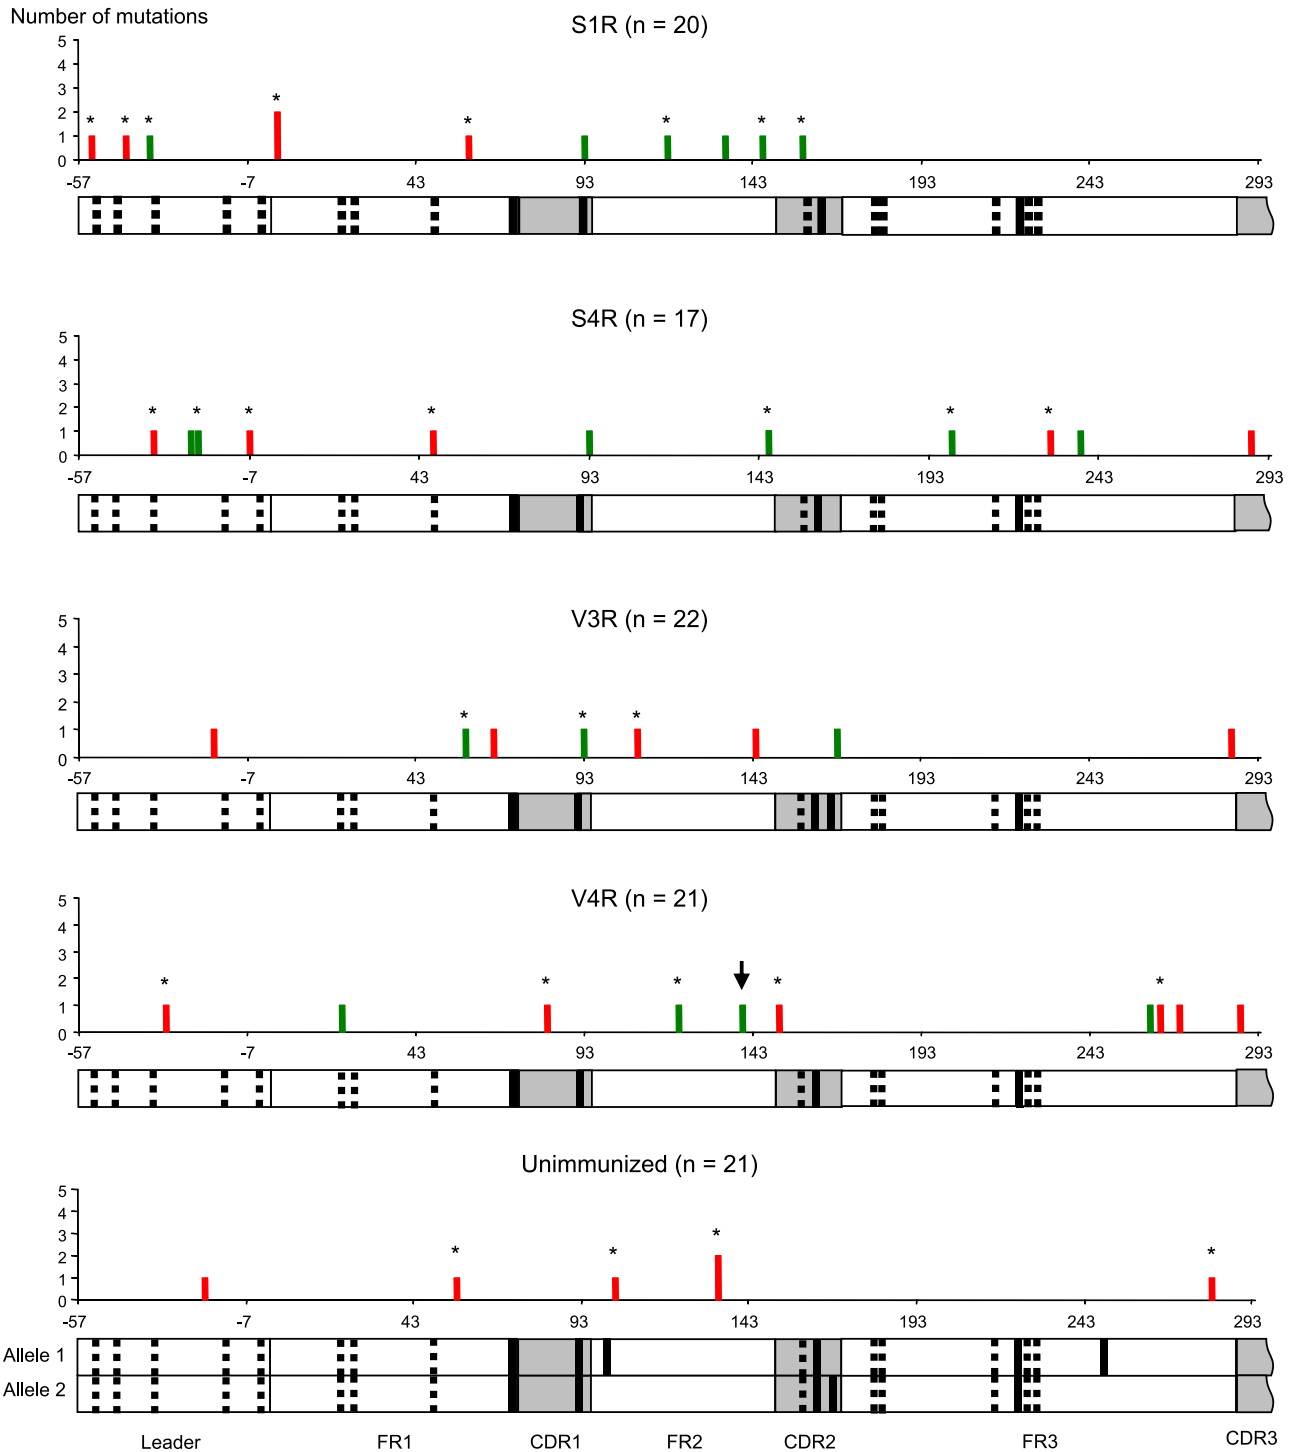 Number of mutations
S1R (n = 20)
5
4
3
2
1
0
* * * * * * * *
-57 -7 43 93 143 193 243 293
S4R (n = 17)
5
4
3
2
1
0
* * * * * * *
-57 -7 43 93 143 193 243 293
V3R (n = 22)
5
4
3
2
1
0
* * *
-57 -7 43 93 143 193 243 293
V4R (n = 21)
5
4
3
2
1
0
* * * * *
-57 -7 43 93 143 193 243 293
Unimmunized (n = 21)
5
4
3
2
1
0
* * * *
-57 -7 43 93 143 193 243 293
Allele 1
Allele 2
Leader FR1 CDR1 FR2 CDR2 FR3 CDR3